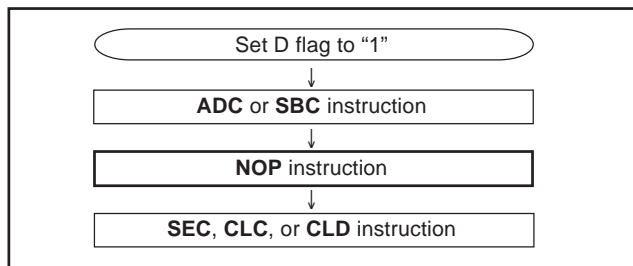 Set D flag to “1”
ADC or SBC instruction
NOP instruction
SEC, CLC, or CLD instruction